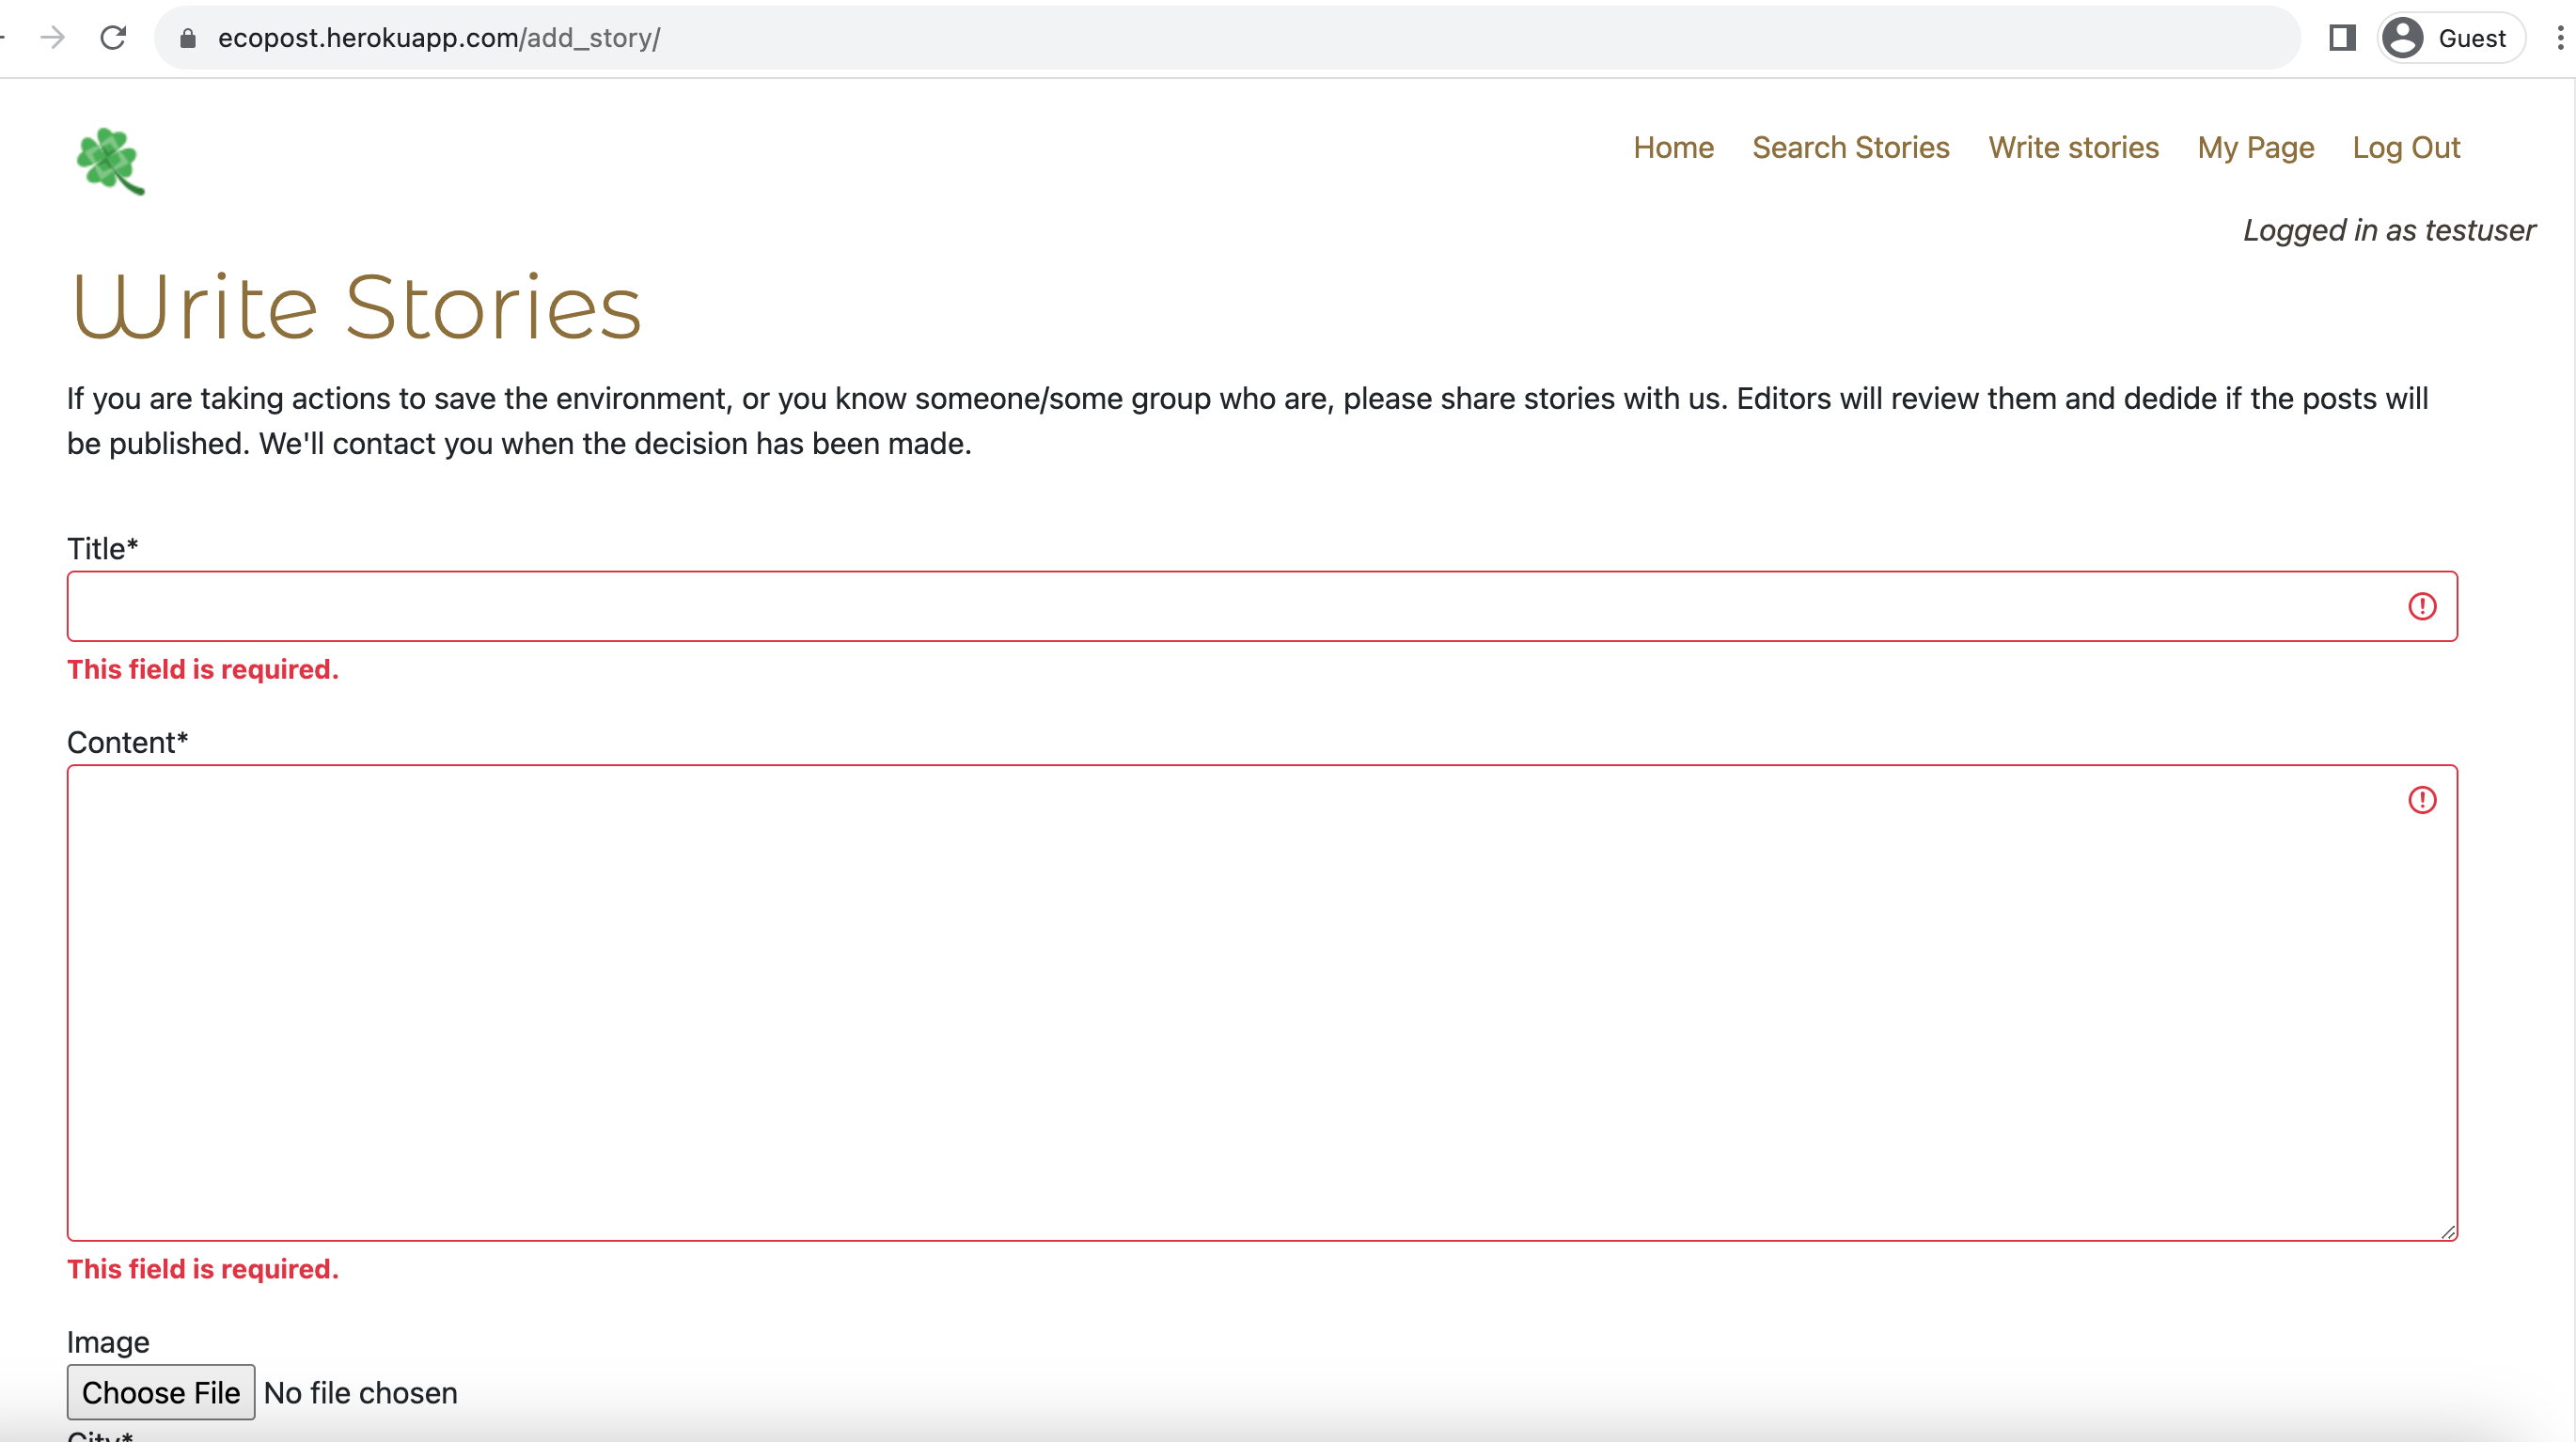 ecopost.herokuapp.com/add_story/
Guest
Home Search Stories Write stories My Page Log Out
Logged in as testuser
Write Stories
If you are taking actions to save the environment, or you know someone/some group who are, please share stories with us. Editors will review them and dedide if the posts will
be published. We'll contact you when the decision has been made.
Title*
This field is required.
Content*
This field is required.
Image
Choose File No file chosen
City*